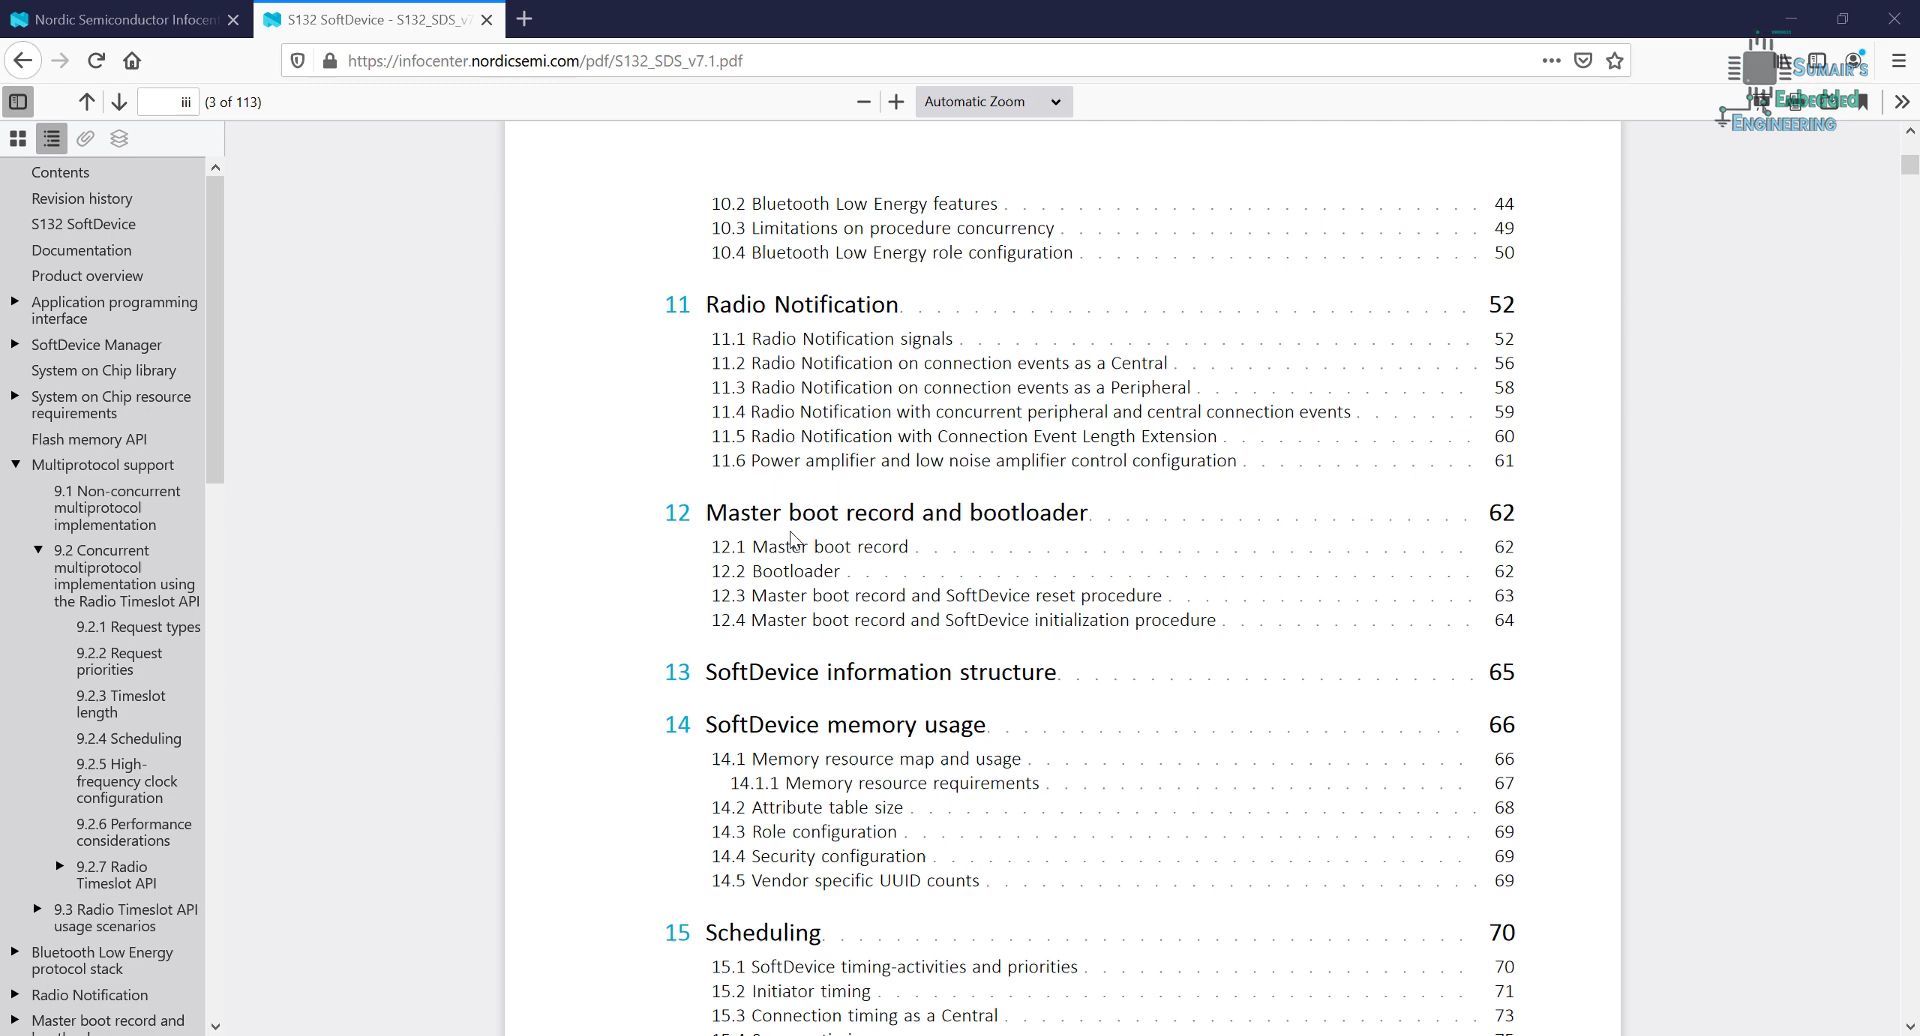 Nordic Semiconductor Infocen
S132 SoftDevice - S132_SDS_v7
https://infocenter.nordicsemi.com/pdf/S132_SDS_v7.1.pdf
SUMAIR'S
Embedded
ENGINEERING
iii (3 of 113)
Automatic Zoom
Contents
Revision history
S132 SoftDevice
Documentation
Product overview
Application programming
interface
SoftDevice Manager
System on Chip library
System on Chip resource
requirements
Flash memory API
Multiprotocol support
9.1 Non-concurrent
multiprotocol
implementation
9.2 Concurrent
multiprotocol
implementation using
the Radio Timeslot API
9.2.1 Request types
9.2.2 Request
priorities
9.2.3 Timeslot
length
9.2.4 Scheduling
9.2.5 High-
frequency clock
configuration
9.2.6 Performance
considerations
9.2.7 Radio
Timeslot API
9.3 Radio Timeslot API
usage scenarios
Bluetooth Low Energy
protocol stack
Radio Notification
Master boot record and
10.2 Bluetooth Low Energy features 44
10.3 Limitations on procedure concurrency 49
10.4 Bluetooth Low Energy role configuration 50
11 Radio Notification 52
11.1 Radio Notification signals 52
11.2 Radio Notification on connection events as a Central 56
11.3 Radio Notification on connection events as a Peripheral 58
11.4 Radio Notification with concurrent peripheral and central connection events 59
11.5 Radio Notification with Connection Event Length Extension 60
11.6 Power amplifier and low noise amplifier control configuration 61
12 Master boot record and bootloader 62
12.1 Master boot record 62
12.2 Bootloader 62
12.3 Master boot record and SoftDevice reset procedure 63
12.4 Master boot record and SoftDevice initialization procedure 64
13 SoftDevice information structure 65
14 SoftDevice memory usage 66
14.1 Memory resource map and usage 66
14.1.1 Memory resource requirements 67
14.2 Attribute table size 68
14.3 Role configuration 69
14.4 Security configuration 69
14.5 Vendor specific UUID counts 69
15 Scheduling 70
15.1 SoftDevice timing-activities and priorities 70
15.2 Initiator timing 71
15.3 Connection timing as a Central 73